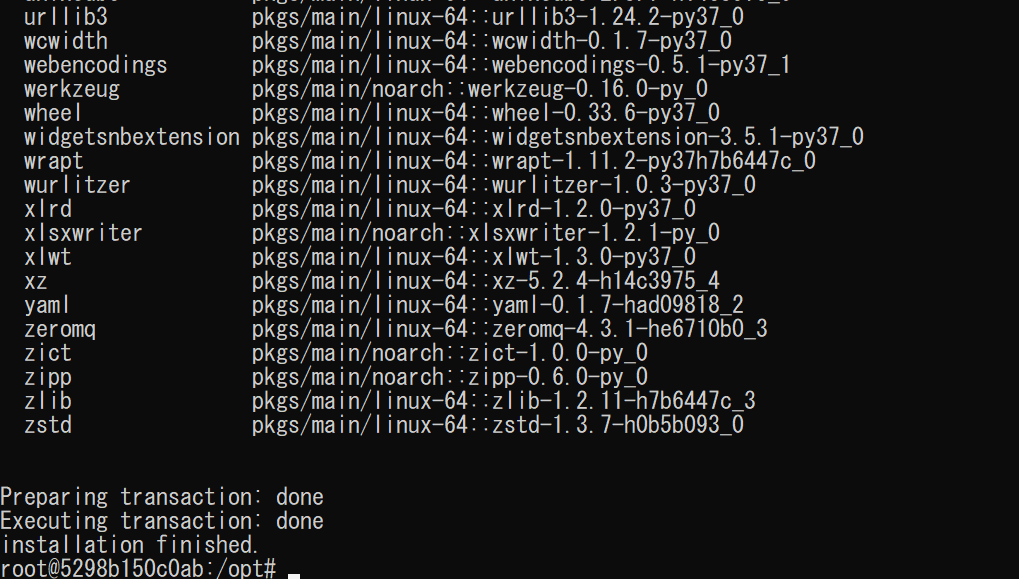 urllib3 pkgs/main/linux-64::urllib3-1.24.2-py37_0
wcwidth pkgs/main/linux-64::wcwidth-0.1.7-py37_0
webencodings pkgs/main/linux-64::webencodings-0.5.1-py37_1
werkzeug pkgs/main/noarch::werkzeug-0.16.0-py_0
wheel pkgs/main/linux-64::wheel-0.33.6-py37_0
widgetsnbextension pkgs/main/linux-64::widgetsnbextension-3.5.1-py37_0
wrapt pkgs/main/linux-64::wrapt-1.11.2-py37h7b6447c_0
wurlitzer pkgs/main/linux-64::wurlitzer-1.0.3-py37_0
xlrd pkgs/main/linux-64::xlrd-1.2.0-py37_0
xlsxwriter pkgs/main/noarch::xlsxwriter-1.2.1-py_0
xlwt pkgs/main/linux-64::xlwt-1.3.0-py37_0
xz pkgs/main/linux-64::xz-5.2.4-h14c3975_4
yaml pkgs/main/linux-64::yaml-0.1.7-had09818_2
zeromq pkgs/main/linux-64::zeromq-4.3.1-he6710b0_3
zict pkgs/main/noarch::zict-1.0.0-py_0
zipp pkgs/main/noarch::zipp-0.6.0-py_0
zlib pkgs/main/linux-64::zlib-1.2.11-h7b6447c_3
zstd pkgs/main/linux-64::zstd-1.3.7-h0b5b093_0
Preparing transaction: done
Executing transaction: done
installation finished.
root@5298b150c0ab:/opt#